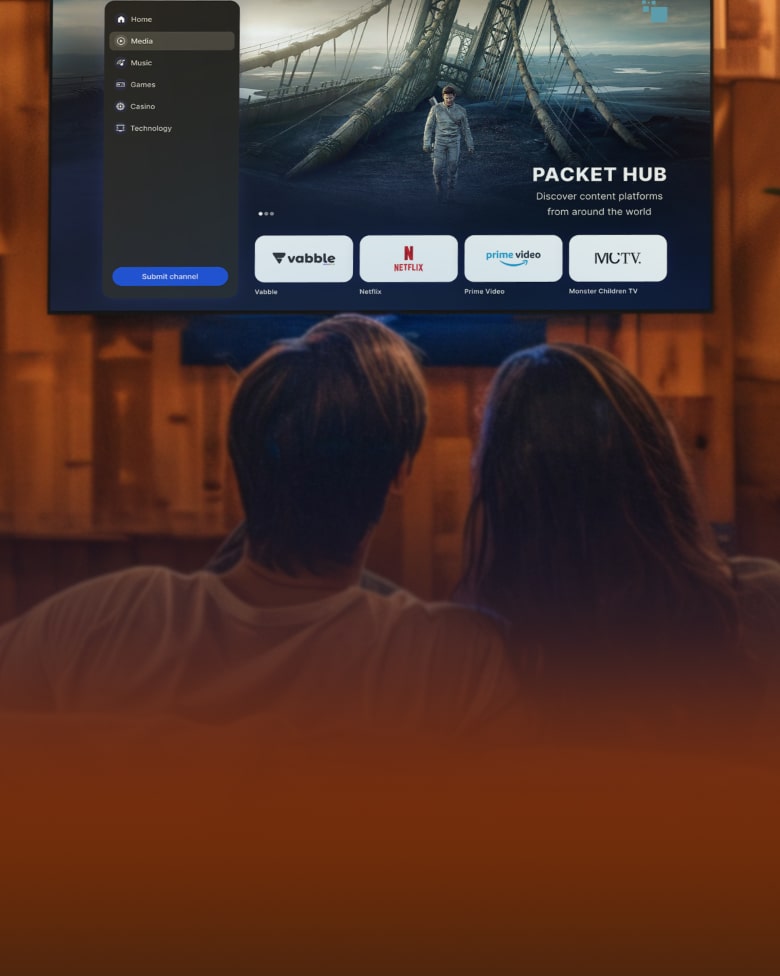 Home
Media
Music
Games
Casino
Technology
Submit channel
PACKET HUB
Discover content platforms
from around the world
vabble
N
NETFLIX
prime video
MCTV.
Vabble
Netflix
Prime Video
Monster Children TV